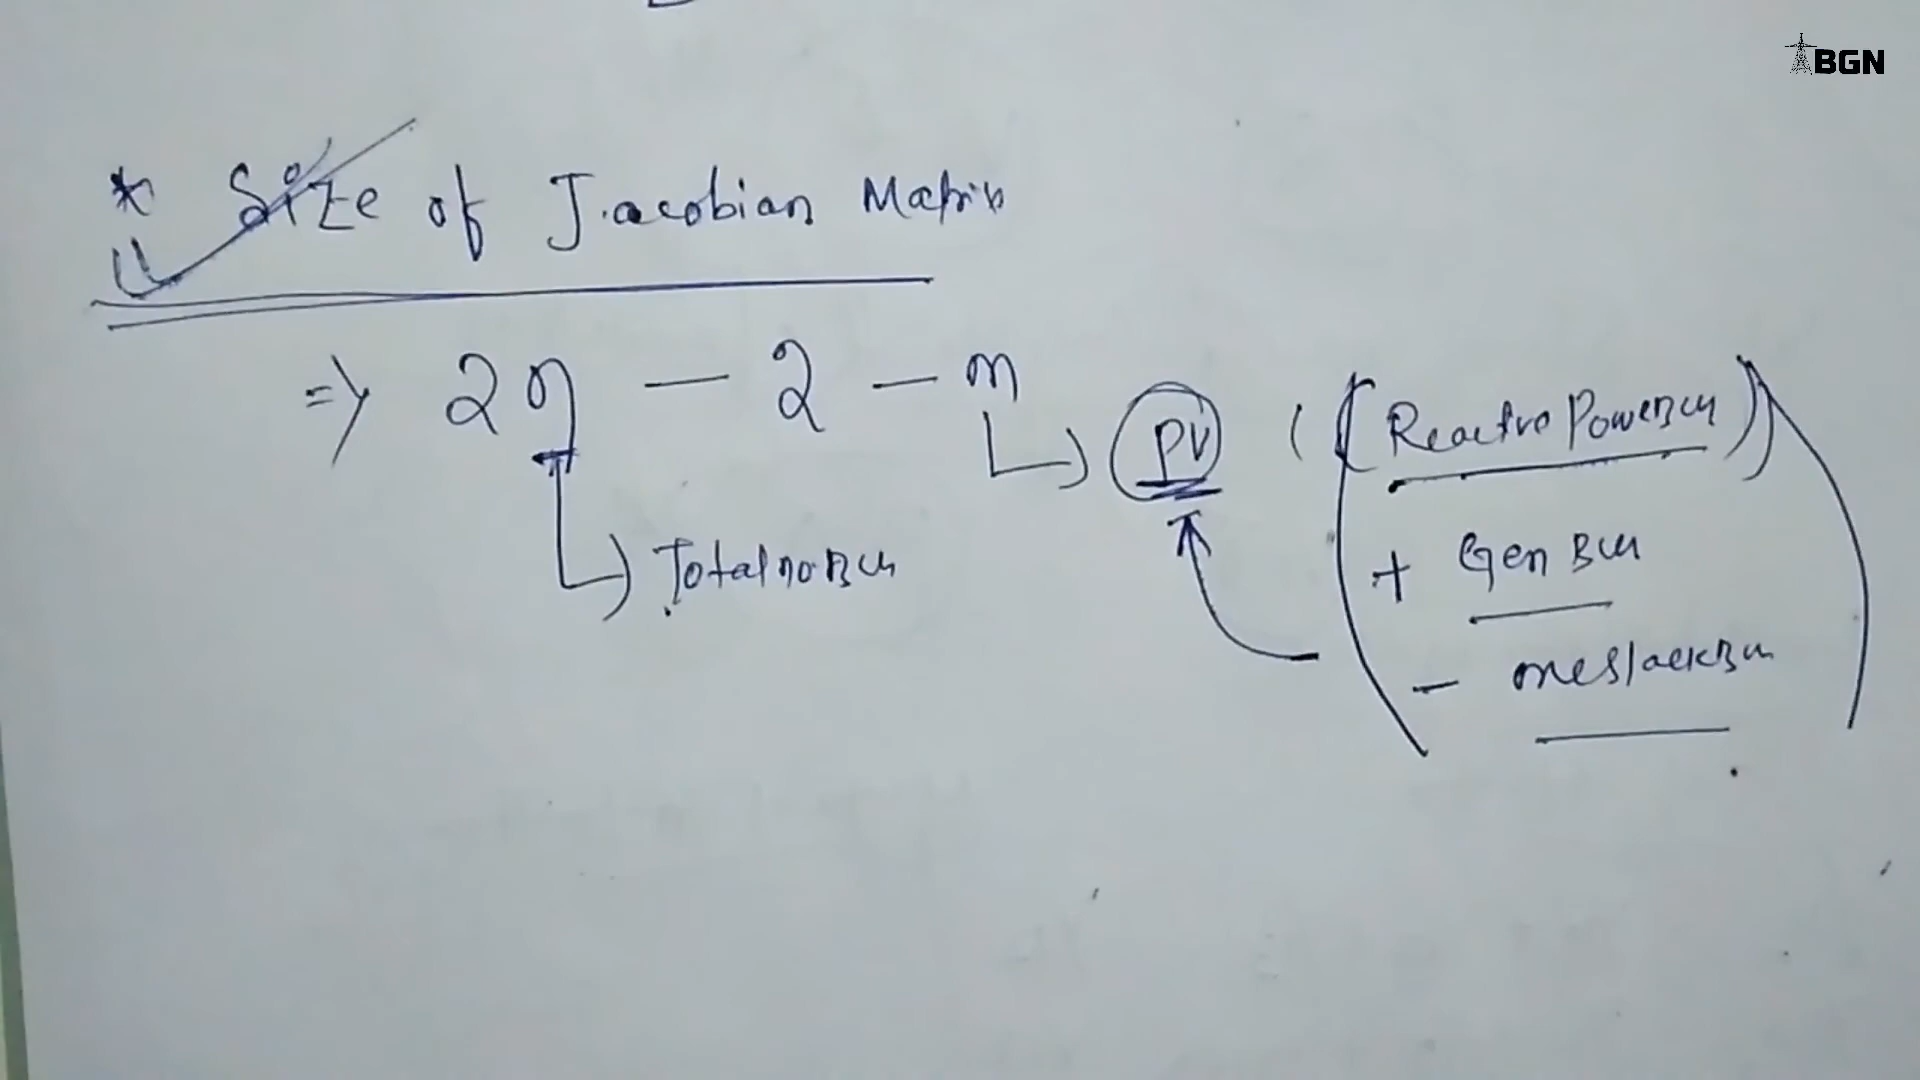 BGN
* Size of Jacobian Matrix
=> 2n - 2 - m
PV ((Reactive Power Bus))
Total no Bus
+ Gen Bus
- one slack Bus